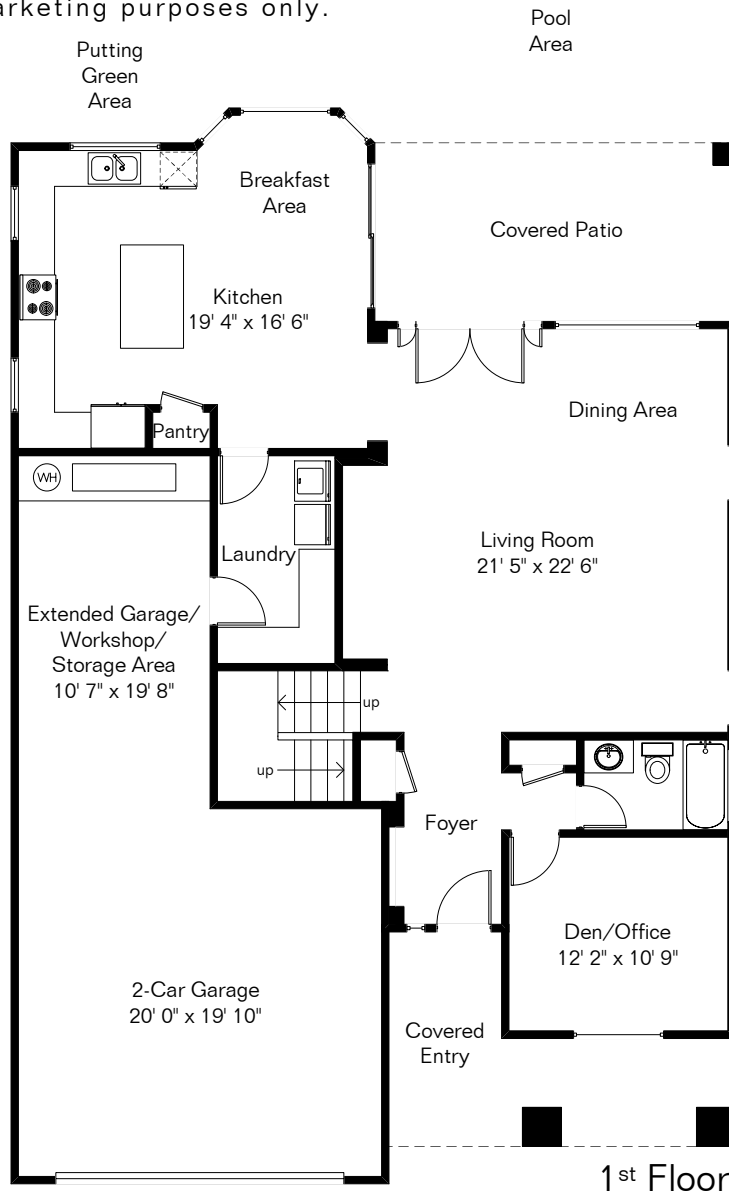 arketing purposes only.
Pool
Area
Putting
Green
Area
Breakfast
Area
Covered Patio
Kitchen
19' 4" x 16' 6"
Dining Area
Pantry
WH
Living Room
21' 5" x 22' 6"
Laundry
Extended Garage/
Workshop/
Storage Area
10' 7" x 19' 8"
up
up
Foyer
Den/Office
12' 2" x 10' 9"
2-Car Garage
20' 0" x 19' 10"
Covered
Entry
1st Floor